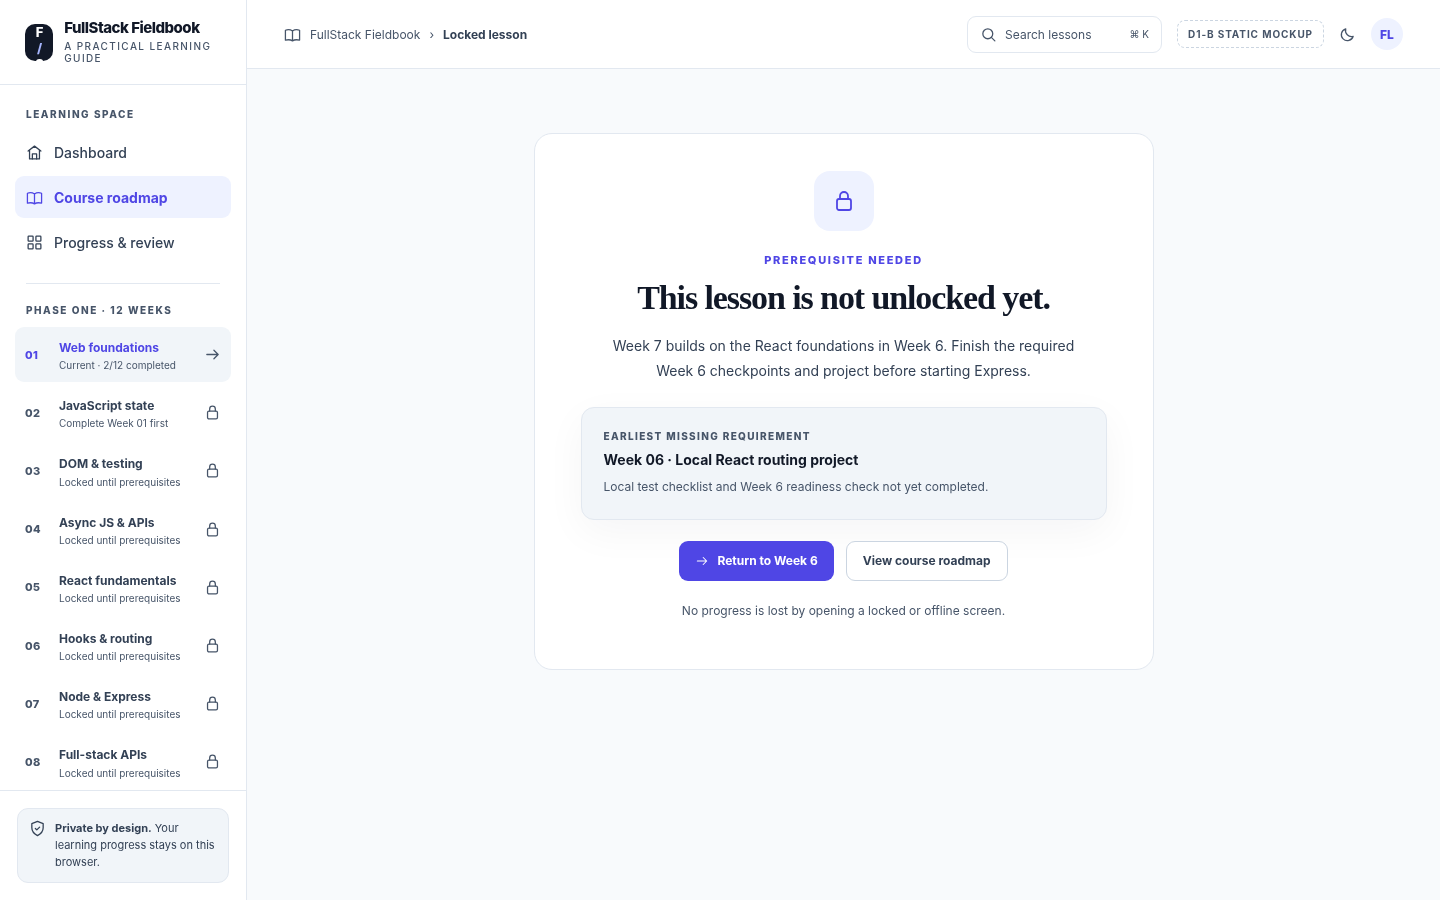 F
/
FullStack Fieldbook
A PRACTICAL LEARNING
GUIDE
FullStack Fieldbook › Locked lesson
Search lessons ⌘ K
D1-B STATIC MOCKUP
FL
LEARNING SPACE
Dashboard
Course roadmap
Progress & review
PHASE ONE · 12 WEEKS
01 Web foundations
Current · 2/12 completed
02 JavaScript state
Complete Week 01 first
03 DOM & testing
Locked until prerequisites
04 Async JS & APIs
Locked until prerequisites
05 React fundamentals
Locked until prerequisites
06 Hooks & routing
Locked until prerequisites
07 Node & Express
Locked until prerequisites
08 Full-stack APIs
Locked until prerequisites
Private by design. Your
learning progress stays on this
browser.
PREREQUISITE NEEDED
This lesson is not unlocked yet.
Week 7 builds on the React foundations in Week 6. Finish the required
Week 6 checkpoints and project before starting Express.
EARLIEST MISSING REQUIREMENT
Week 06 · Local React routing project
Local test checklist and Week 6 readiness check not yet completed.
Return to Week 6
View course roadmap
No progress is lost by opening a locked or offline screen.